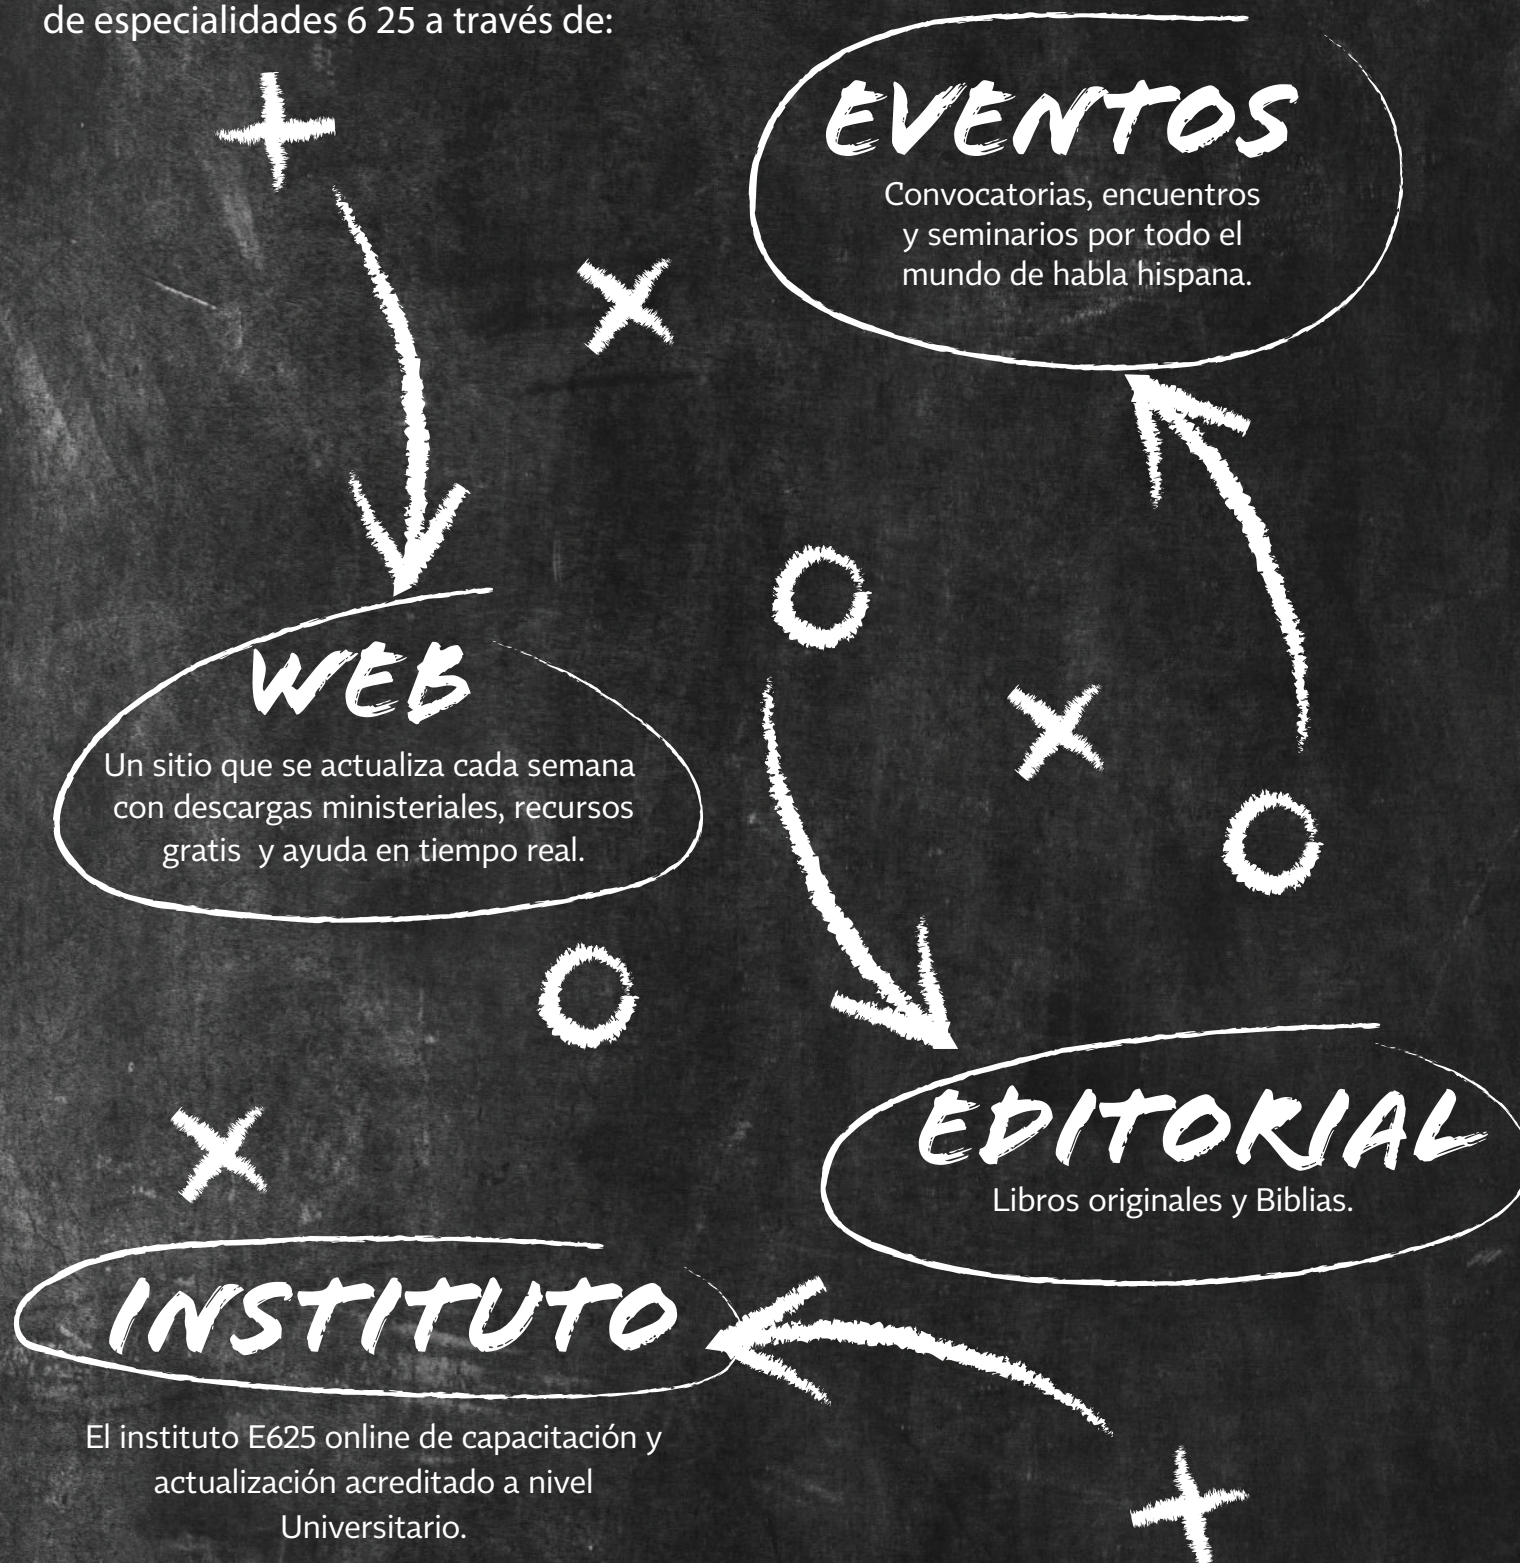 de especialidades 6 25 a través de:
EVENTOS
Convocatorias, encuentros
y seminarios por todo el
mundo de habla hispana.
WEB
Un sitio que se actualiza cada semana
con descargas ministeriales, recursos
gratis  y ayuda en tiempo real.
EDITORIAL
Libros originales y Biblias.
INSTITUTO
El instituto E625 online de capacitación y
actualización acreditado a nivel
Universitario.